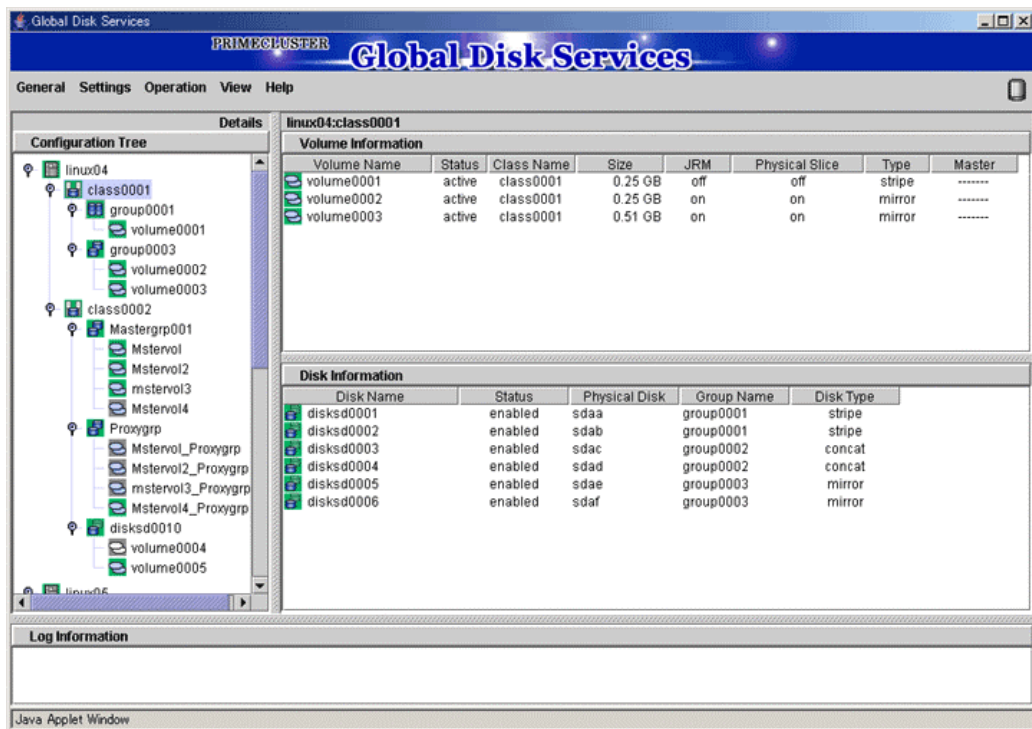 Global Disk Services
PRIMECLUSTER Global Disk Services
General Settings Operation View Help
Details
Configuration Tree
linux04
class0001
group0001
volume0001
group0003
volume0002
volume0003
class0002
Mastergrp001
Mstervol
Mstervol2
mstervol3
Mstervol4
Proxygrp
Mstervol_Proxygrp
Mstervol2_Proxygrp
mstervol3_Proxygrp
Mstervol4_Proxygrp
disksd0010
volume0004
volume0005
linux04:class0001
Volume Information
Volume Name Status Class Name Size JRM Physical Slice Type Master
volume0001 active class0001 0.25 GB off off stripe -------
volume0002 active class0001 0.25 GB on on mirror -------
volume0003 active class0001 0.51 GB on on mirror -------
Disk Information
Disk Name Status Physical Disk Group Name Disk Type
disksd0001 enabled sdaa group0001 stripe
disksd0002 enabled sdab group0001 stripe
disksd0003 enabled sdac group0002 concat
disksd0004 enabled sdad group0002 concat
disksd0005 enabled sdae group0003 mirror
disksd0006 enabled sdaf group0003 mirror
Log Information
Java Applet Window